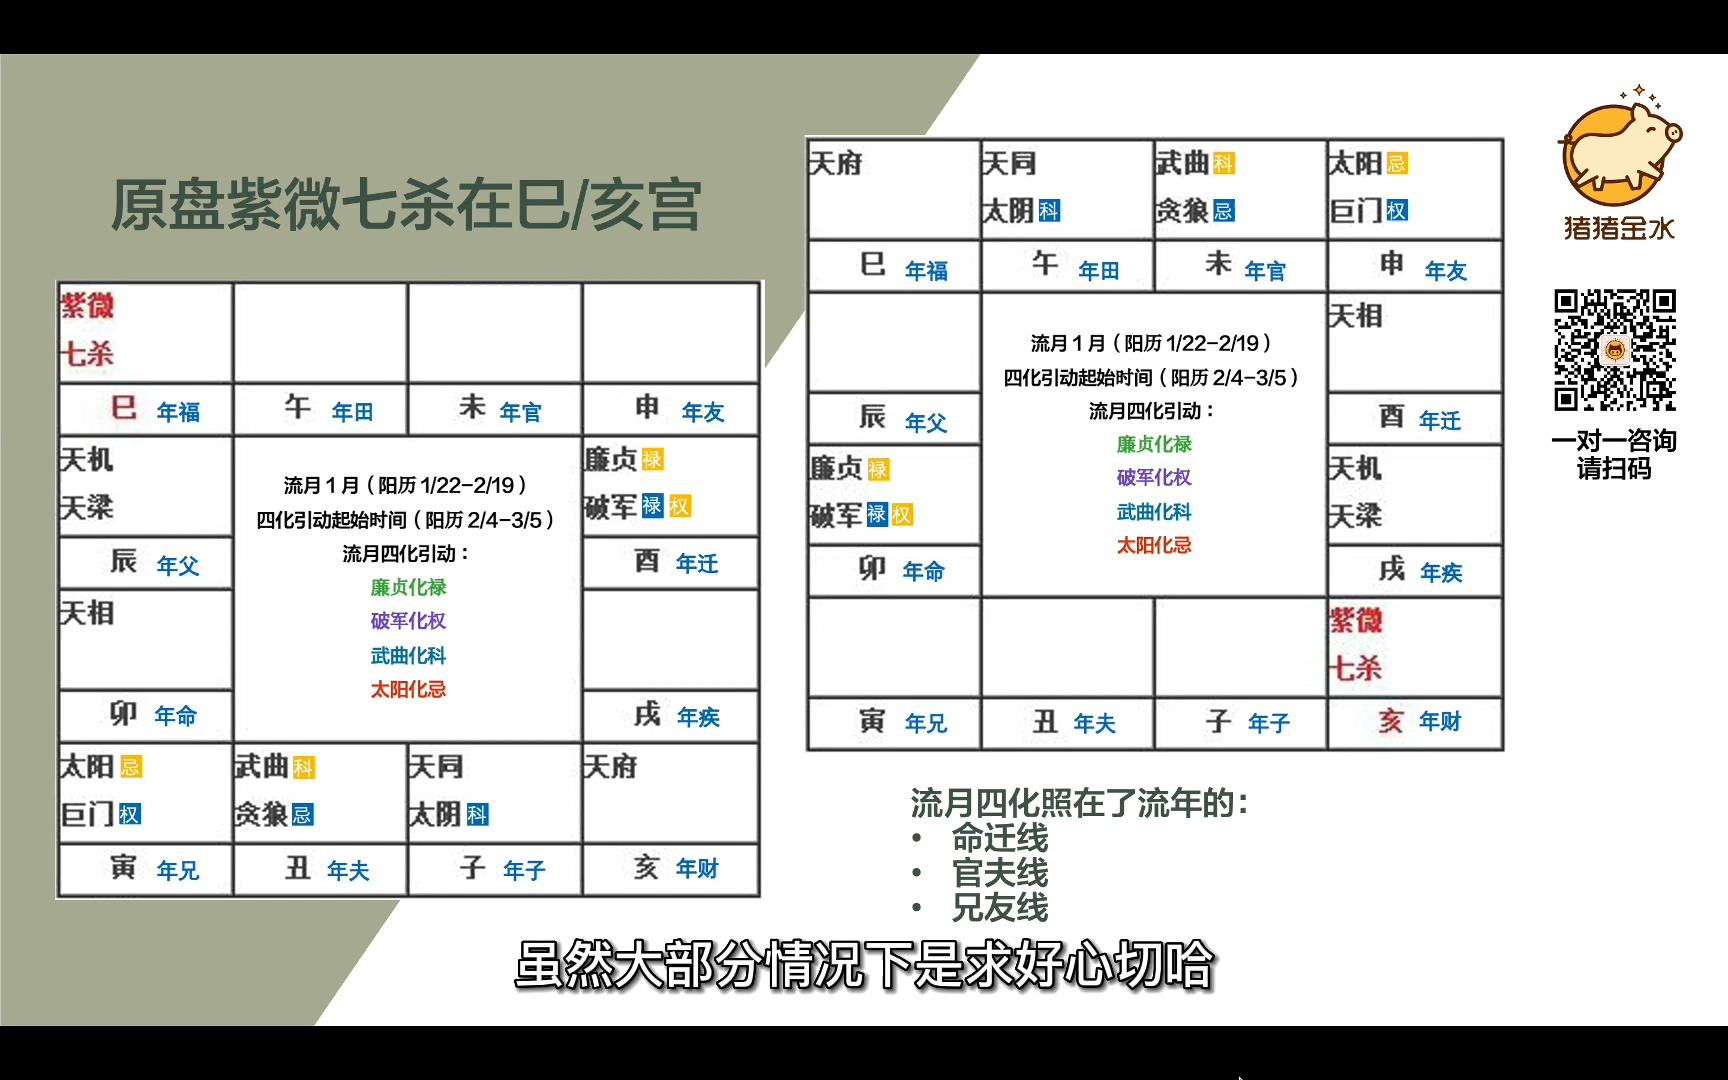 原盘紫微七杀在巳/亥宫
紫微
七杀
巳 年福
午 年田
未 年官
申 年友
天机
天梁
辰 年父
廉贞禄
破军禄权
酉 年迁
流月1月（阳历1/22-2/19）
四化引动起始时间（阳历2/4-3/5）
流月四化引动：
廉贞化禄
破军化权
武曲化科
太阳化忌
天相
卯 年命
戌 年疾
太阳忌
巨门权
寅 年兄
武曲科
贪狼忌
丑 年夫
天同
太阴科
子 年子
天府
亥 年财
天府
巳 年福
天同
太阴科
午 年田
武曲科
贪狼忌
未 年官
太阳忌
巨门权
申 年友
辰 年父
天相
酉 年迁
流月1月（阳历1/22-2/19）
四化引动起始时间（阳历2/4-3/5）
流月四化引动：
廉贞化禄
破军化权
武曲化科
太阳化忌
廉贞禄
破军禄权
卯 年命
天机
天梁
戌 年疾
寅 年兄
丑 年夫
子 年子
紫微
七杀
亥 年财
流月四化照在了流年的：
• 命迁线
• 官夫线
• 兄友线
猪猪金水
一对一咨询
请扫码
虽然大部分情况下是求好心切哈